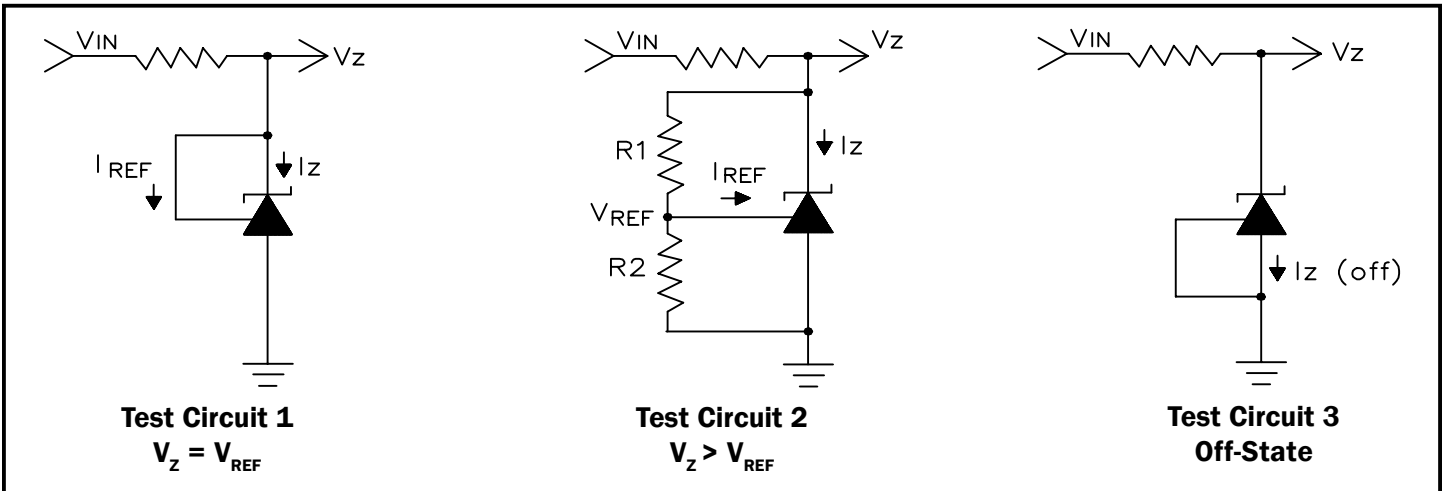 VIN
Vz
IREF
Iz
Test Circuit 1
Vz = VREF
VIN
Vz
R1
Iz
IREF
VREF
R2
Test Circuit 2
Vz > VREF
VIN
Vz
Iz (off)
Test Circuit 3
Off-State